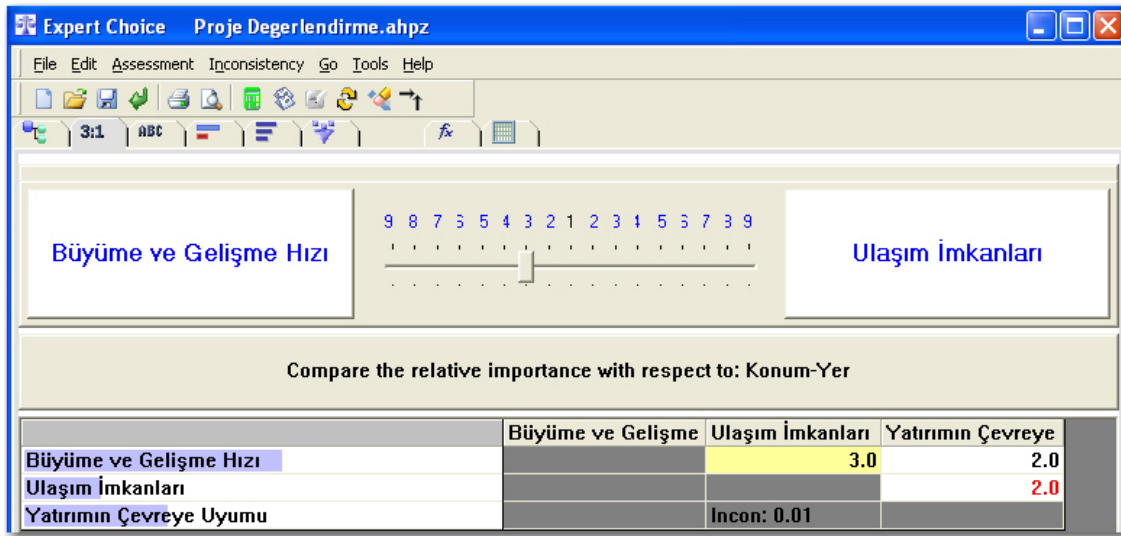 Expert Choice Proje Degerlendirme.ahpz
File Edit Assessment Inconsistency Go Tools Help
3:1 ABC fx
9 8 7 6 5 4 3 2 1 2 3 4 5 6 7 8 9
Büyüme ve Gelişme Hızı Ulaşım İmkanları
Compare the relative importance with respect to: Konum-Yer
Büyüme ve Gelişme Ulaşım İmkanları Yatırımın Çevreye
Büyüme ve Gelişme Hızı 3.0 2.0
Ulaşım İmkanları 2.0
Yatırımın Çevreye Uyumu Incon: 0.01